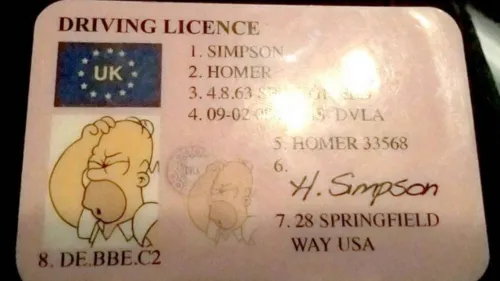 DRIVING LICENCE
UK
1. SIMPSON
2. HOMER
3. 4.8.63
4. 09-02 DVLA
5. HOMER 33568
6.
H. Simpson
7. 28 SPRINGFIELD
WAY USA
8. DE.BBE.C2